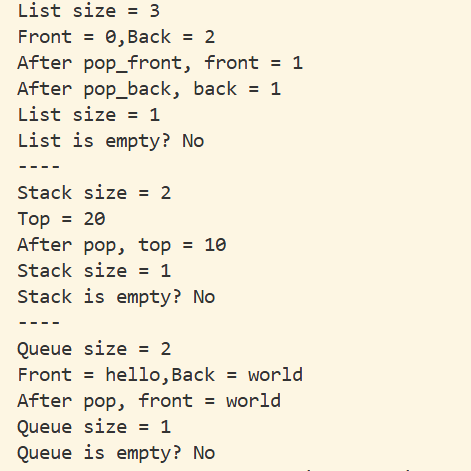 List size = 3
Front = 0,Back = 2
After pop_front, front = 1
After pop_back, back = 1
List size = 1
List is empty? No
----
Stack size = 2
Top = 20
After pop, top = 10
Stack size = 1
Stack is empty? No
----
Queue size = 2
Front = hello,Back = world
After pop, front = world
Queue size = 1
Queue is empty? No